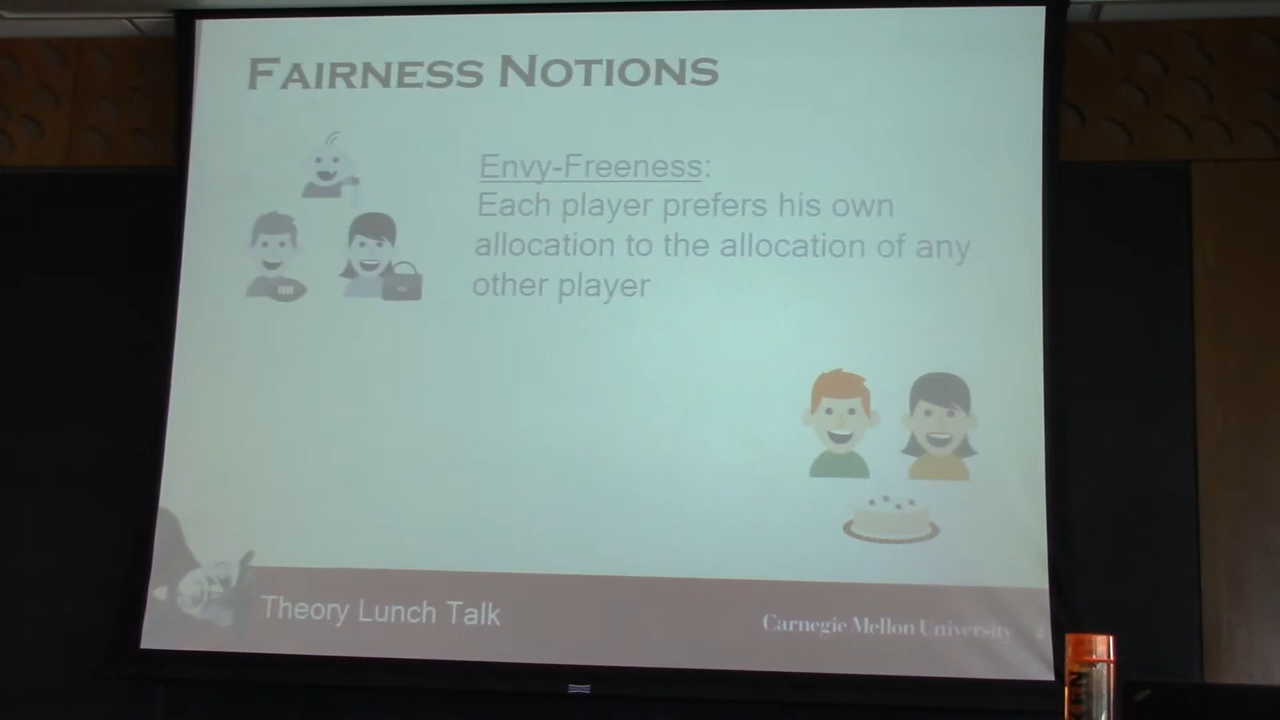 FAIRNESS NOTIONS
Envy-Freeness:
Each player prefers his own
allocation to the allocation of any
other player
Theory Lunch Talk
Carnegie Mellon University